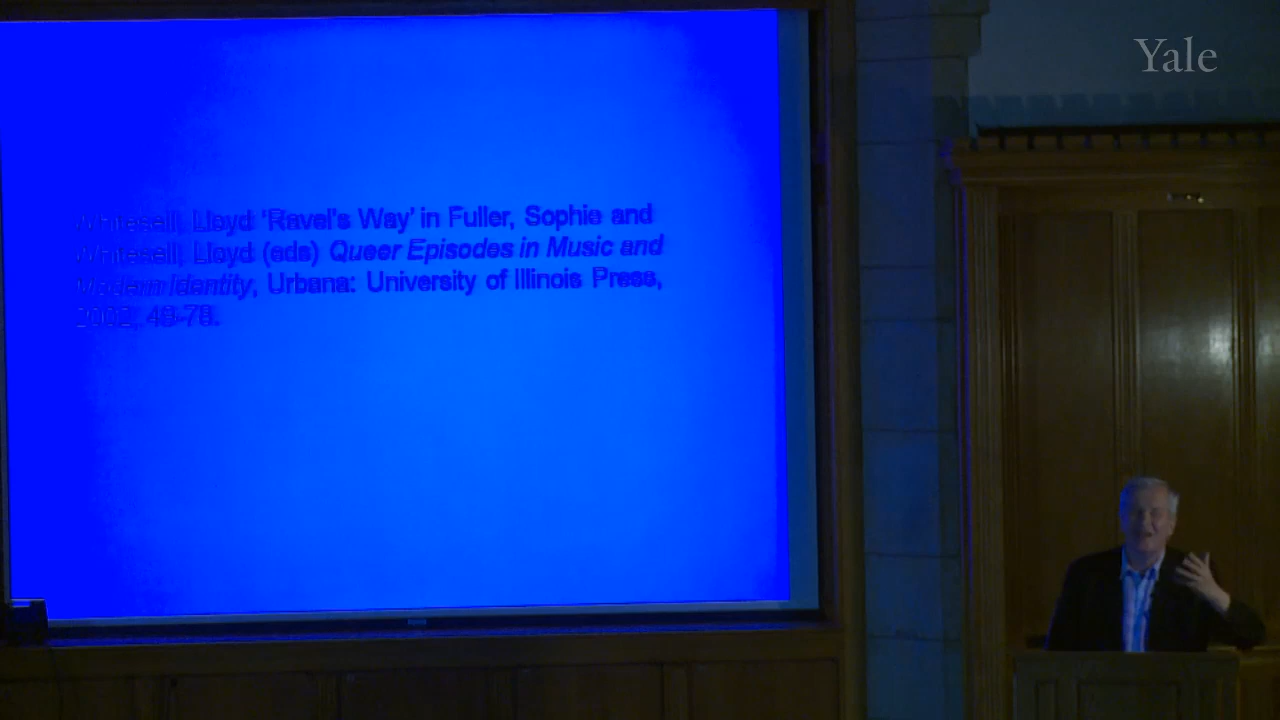 Yale
Whitesell, Lloyd 'Ravel's Way' in Fuller, Sophie and
Whitesell, Lloyd (eds) Queer Episodes in Music and
Modern Identity, Urbana: University of Illinois Press,
2002, 49-78.